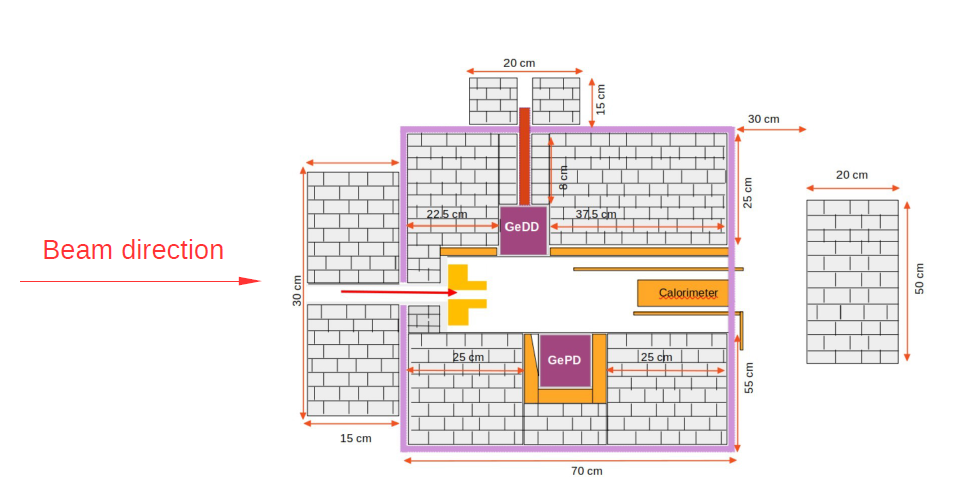 20 cm
15 cm
30 cm
20 cm
8 cm
25 cm
22.5 cm
37.5 cm
GeDD
Beam direction
30 cm
Calorimeter
50 cm
25 cm
GePD
25 cm
55 cm
15 cm
70 cm